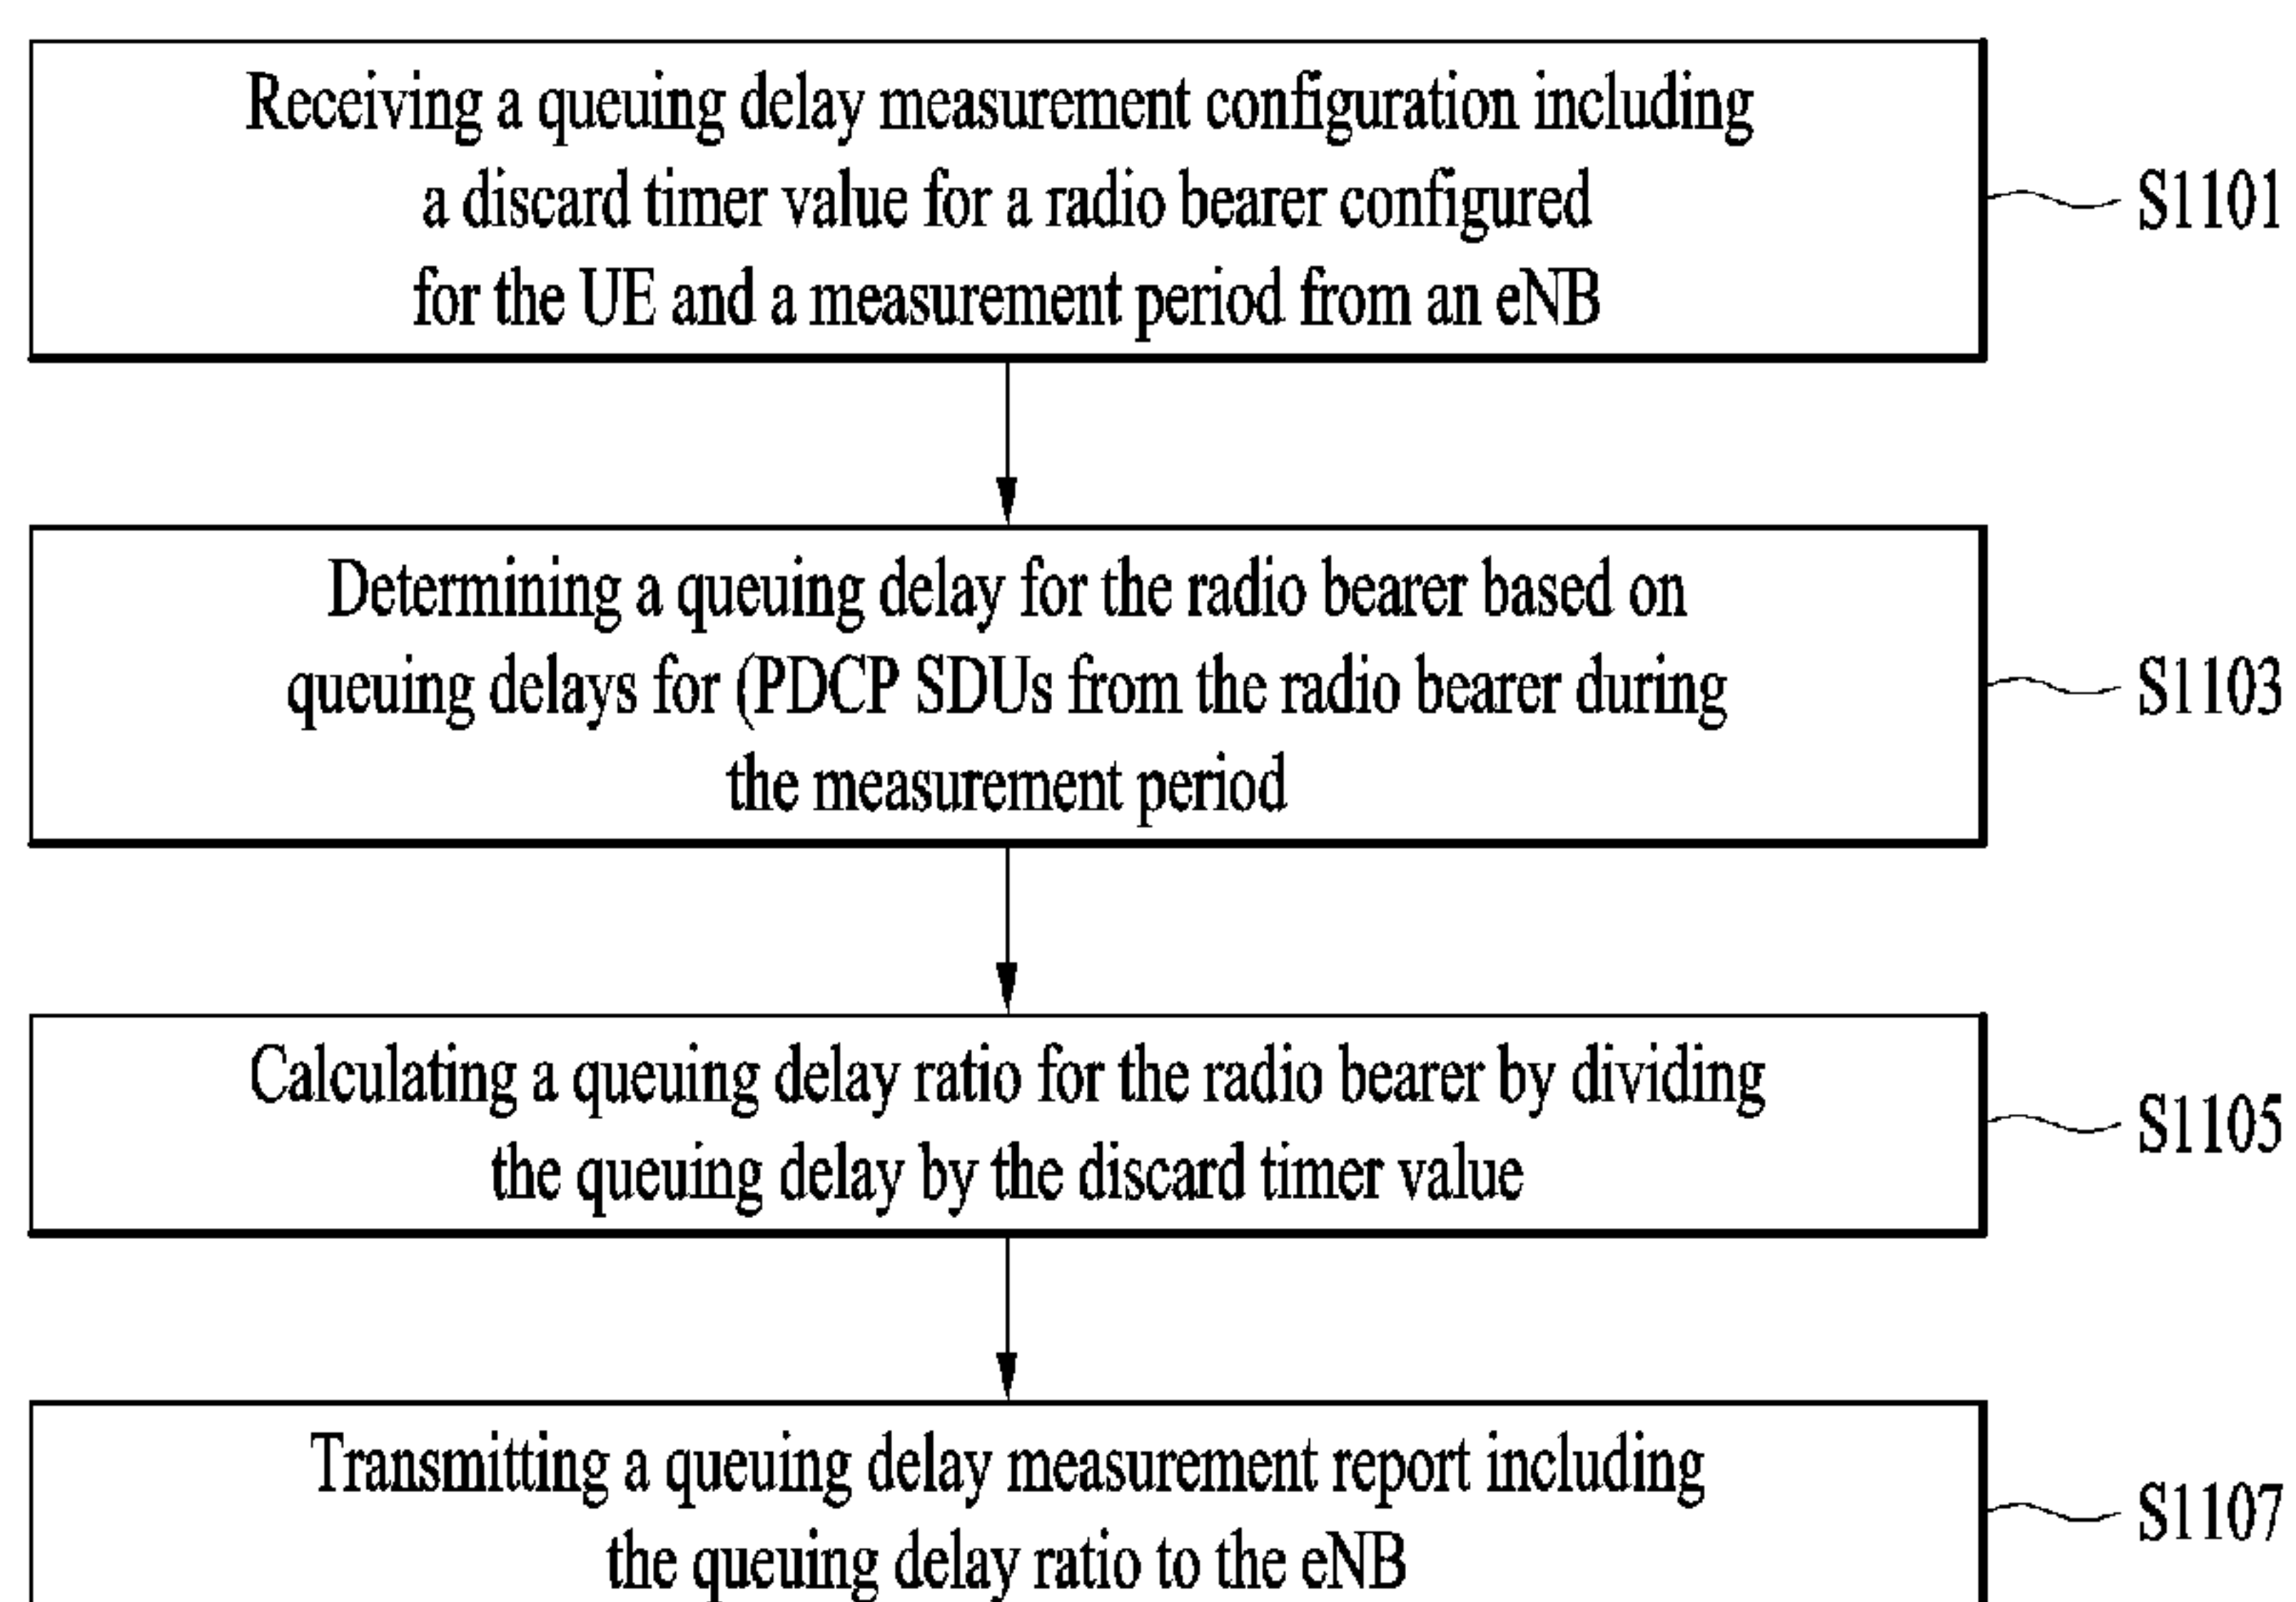 Receiving a queuing delay measurement configuration including
a discard timer value for a radio bearer configured
for the UE and a measurement period from an eNB
S1101
Determining a queuing delay for the radio bearer based on
queuing delays for (PDCP SDUs from the radio bearer during
the measurement period
S1103
Calculating a queuing delay ratio for the radio bearer by dividing
the queuing delay by the discard timer value
S1105
Transmitting a queuing delay measurement report including
the queuing delay ratio to the eNB
S1107